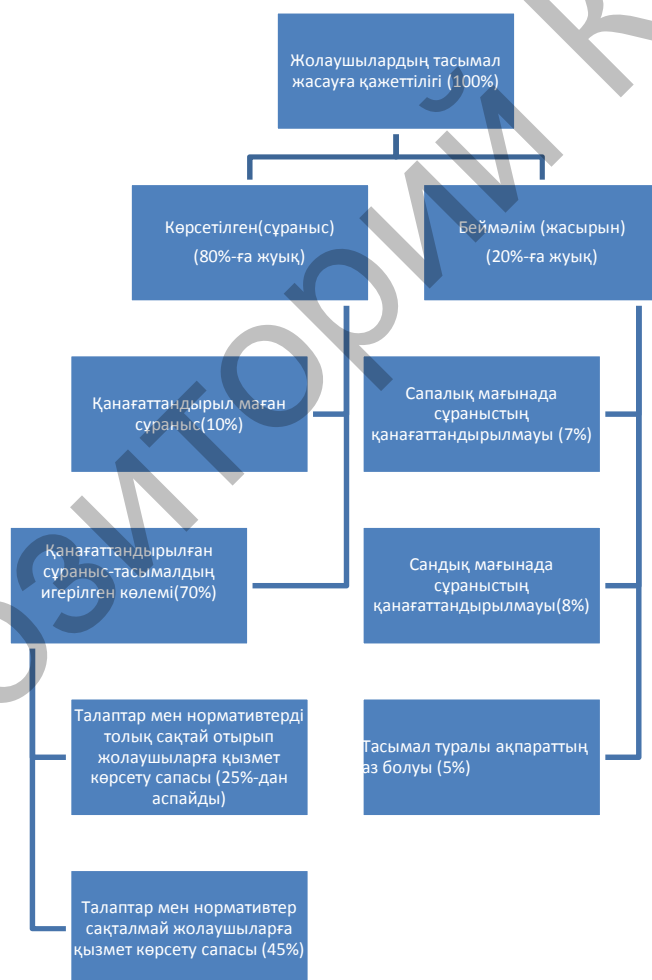 Жолаушылардың тасымал
жасауға қажеттілігі (100%)
Көрсетілген(сұраныс)
(80%-ға жуық)
Беймәлім (жасырын)
(20%-ға жуық)
Қанағаттандырыл маған
сұраныс(10%)
Сапалық мағынада
сұраныстың
қанағаттандырылмауы (7%)
Қанағаттандырылған
сұраныс-тасымалдың
игерілген көлемі(70%)
Сандық мағынада
сұраныстың
қанағаттандырылмауы(8%)
Талаптар мен нормативтерді
толық сақтай отырып
жолаушыларға қызмет
көрсету сапасы (25%-дан
аспайды)
Тасымал туралы ақпараттың
аз болуы (5%)
Талаптар мен нормативтер
сақталмай жолаушыларға
қызмет көрсету сапасы (45%)